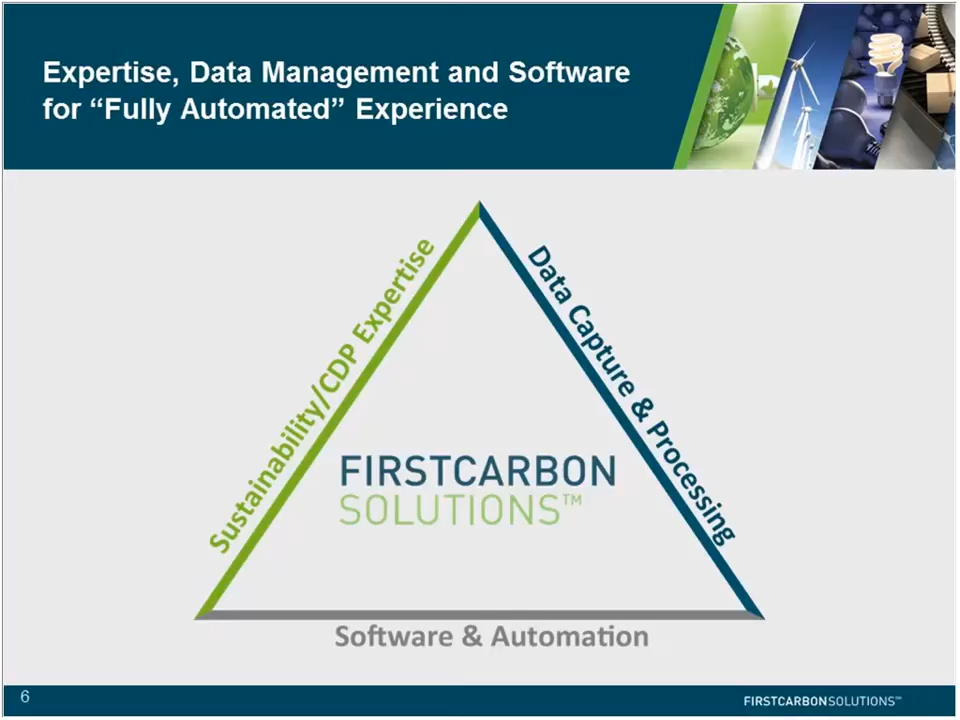 Expertise, Data Management and Software
for “Fully Automated” Experience
Sustainability/CDP Expertise
Data Capture & Processing
FIRSTCARBON
SOLUTIONS™
Software & Automation
6
FIRSTCARBONSOLUTIONS™